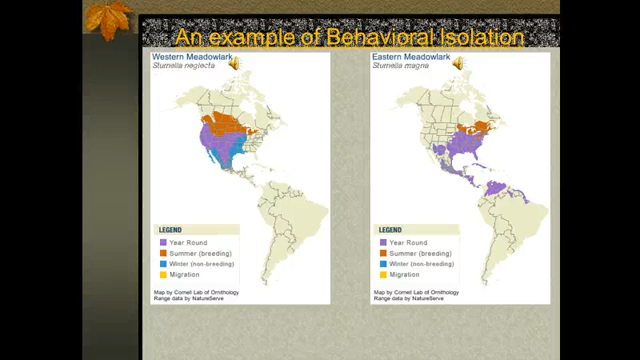 An example of Behavioral Isolation
Western Meadowlark
Sturnella neglecta
LEGEND
Year Round
Summer (breeding)
Winter (non-breeding)
Migration
Map by Cornell Lab of Ornithology
Range data by NatureServe
Eastern Meadowlark
Sturnella magna
LEGEND
Year Round
Summer (breeding)
Winter (non-breeding)
Migration
Map by Cornell Lab of Ornithology
Range data by NatureServe